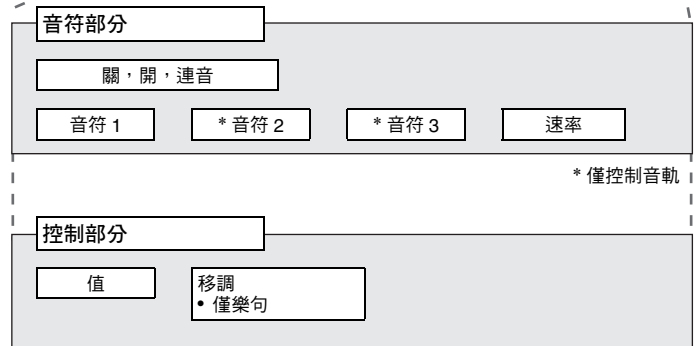 音符部分
關，開，連音
音符 1
* 音符 2
* 音符 3
速率
* 僅控制音軌
控制部分
值
移調
• 僅樂句